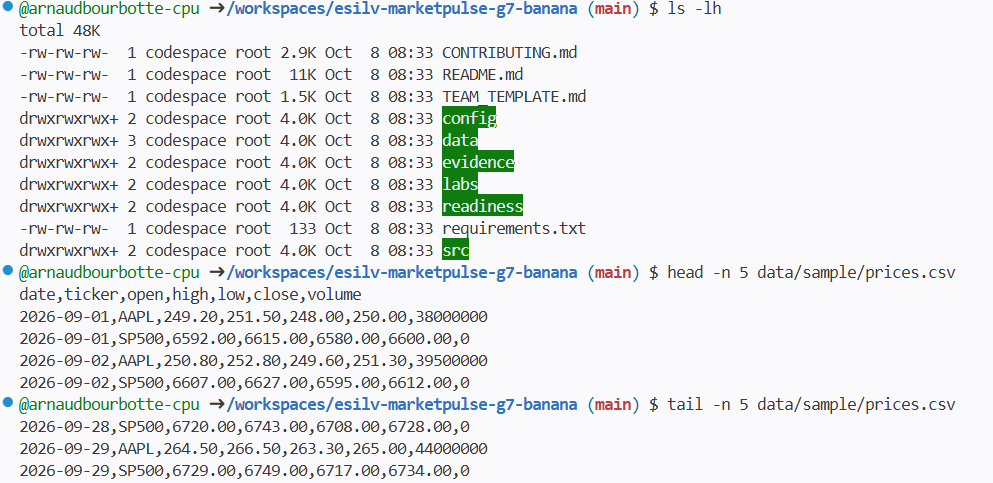 @arnaudbourbotte-cpu ➜/workspaces/esilv-marketpulse-g7-banana (main) $ ls -lh
total 48K
-rw-rw-rw-  1 codespace root 2.9K Oct  8 08:33 CONTRIBUTING.md
-rw-rw-rw-  1 codespace root  11K Oct  8 08:33 README.md
-rw-rw-rw-  1 codespace root 1.5K Oct  8 08:33 TEAM_TEMPLATE.md
drwxrwxrwx+ 2 codespace root 4.0K Oct  8 08:33 config
drwxrwxrwx+ 3 codespace root 4.0K Oct  8 08:33 data
drwxrwxrwx+ 2 codespace root 4.0K Oct  8 08:33 evidence
drwxrwxrwx+ 2 codespace root 4.0K Oct  8 08:33 labs
drwxrwxrwx+ 2 codespace root 4.0K Oct  8 08:33 readiness
-rw-rw-rw-  1 codespace root  133 Oct  8 08:33 requirements.txt
drwxrwxrwx+ 2 codespace root 4.0K Oct  8 08:33 src
@arnaudbourbotte-cpu ➜/workspaces/esilv-marketpulse-g7-banana (main) $ head -n 5 data/sample/prices.csv
date,ticker,open,high,low,close,volume
2026-09-01,AAPL,249.20,251.50,248.00,250.00,38000000
2026-09-01,SP500,6592.00,6615.00,6580.00,6600.00,0
2026-09-02,AAPL,250.80,252.80,249.60,251.30,39500000
2026-09-02,SP500,6607.00,6627.00,6595.00,6612.00,0
@arnaudbourbotte-cpu ➜/workspaces/esilv-marketpulse-g7-banana (main) $ tail -n 5 data/sample/prices.csv
2026-09-28,SP500,6720.00,6743.00,6708.00,6728.00,0
2026-09-29,AAPL,264.50,266.50,263.30,265.00,44000000
2026-09-29,SP500,6729.00,6749.00,6717.00,6734.00,0